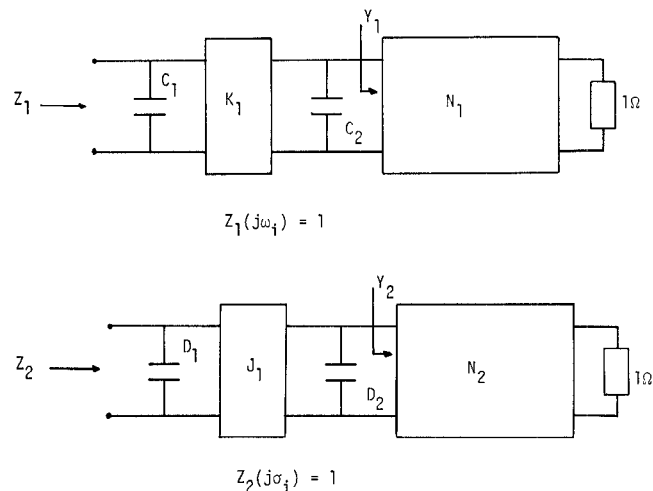 Z₁
C₁
K₁
C₂
Y₁
N₁
1Ω
Z₁(jωᵢ) = 1
Z₂
D₁
J₁
D₂
Y₂
N₂
1Ω
Z₂(jσᵢ) = 1